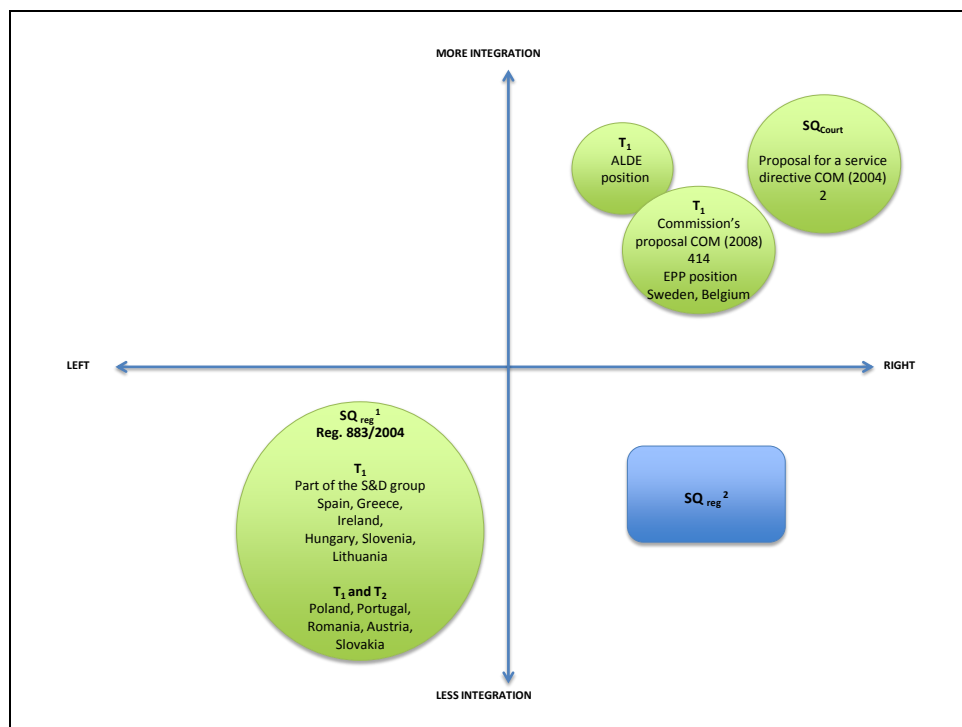 MORE INTEGRATION
SQCourt
Proposal for a service
directive COM (2004)
2
T1
ALDE
position
T1
Commission's
proposal COM (2008)
414
EPP position
Sweden, Belgium
LEFT
RIGHT
SQ reg 1
Reg. 883/2004
T1
Part of the S&D group
Spain, Greece,
Ireland,
Hungary, Slovenia,
Lithuania
T1 and T2
Poland, Portugal,
Romania, Austria,
Slovakia
SQ reg 2
LESS INTEGRATION